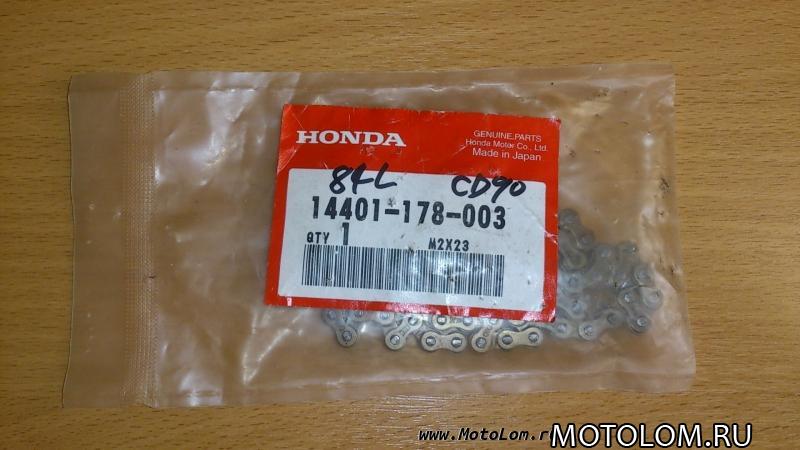 HONDA
GENUINE PARTS
Honda Motor Co., Ltd.
Made in Japan
84L CD90
14401-178-003
QTY 1 M2X23
www.MotoLom.r
MOTOLOM.RU